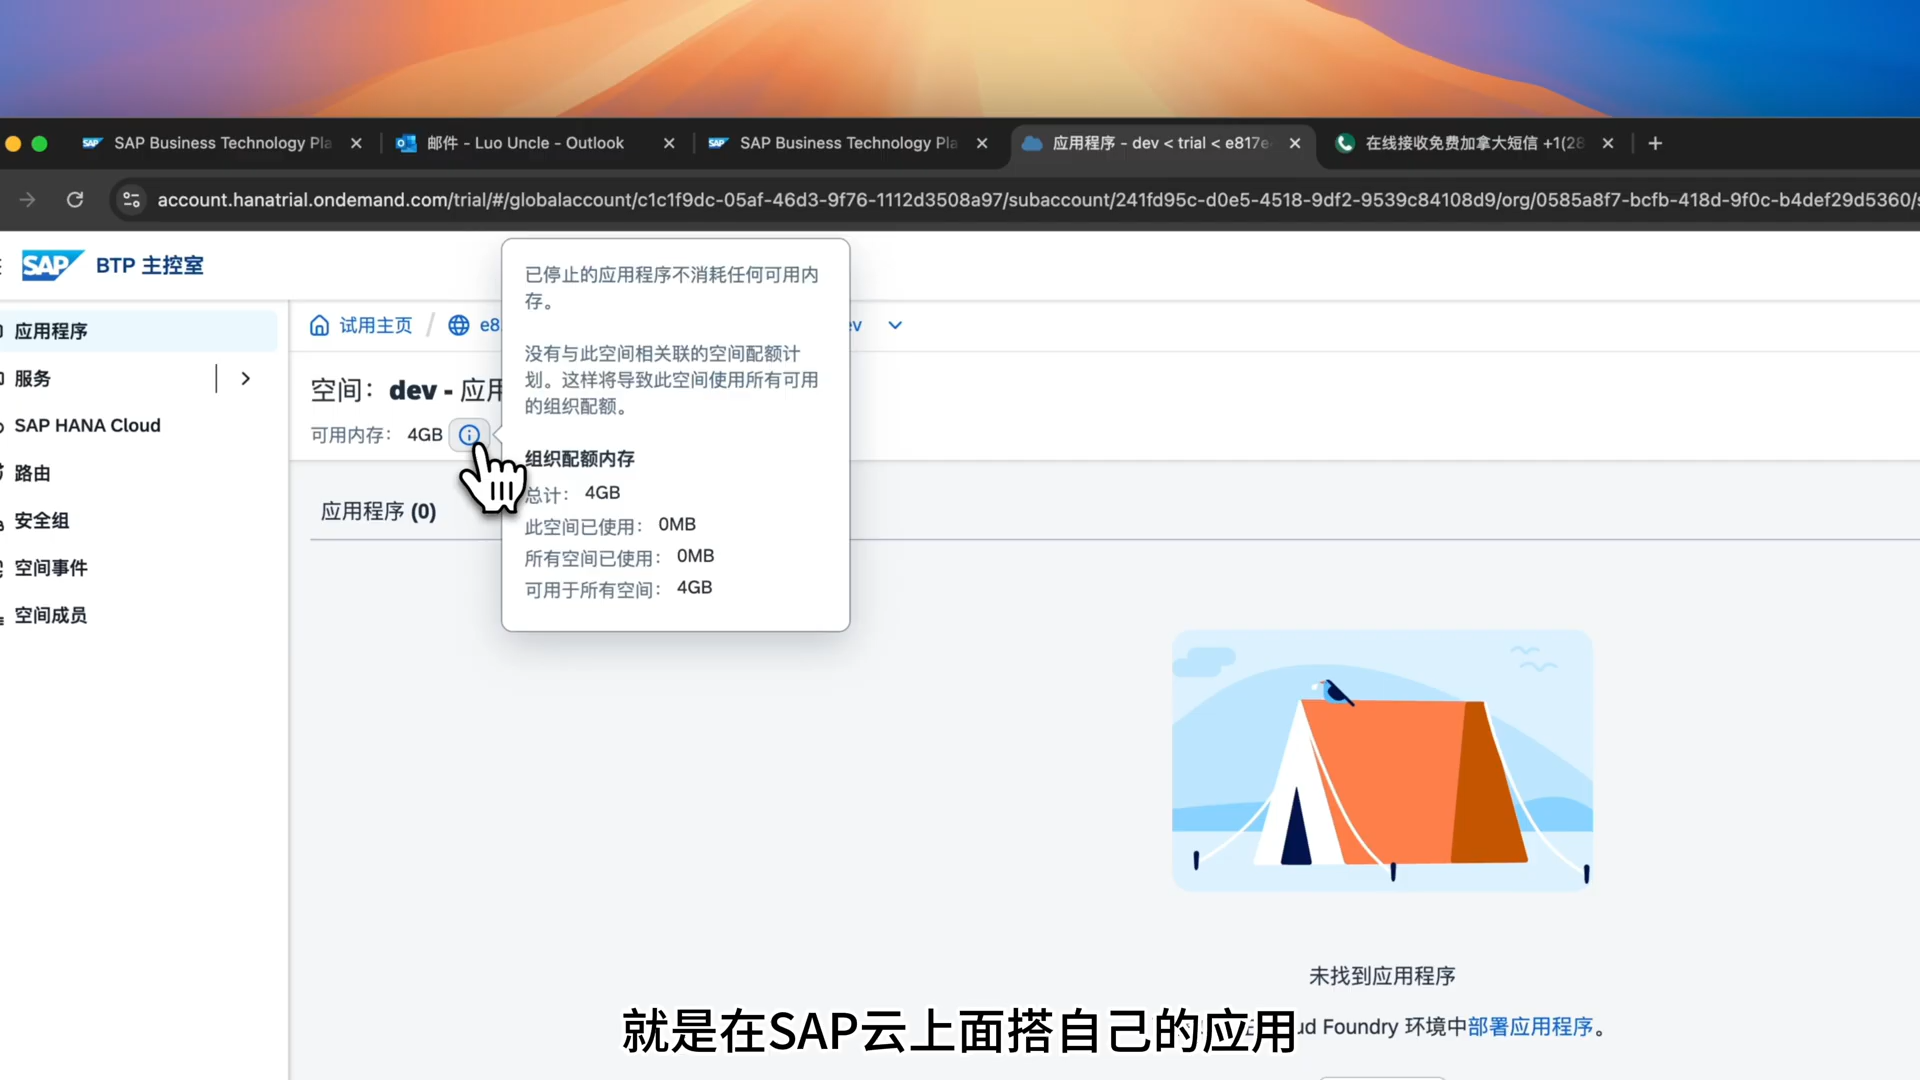 SAP Business Technology Pla
邮件 - Luo Uncle - Outlook
SAP Business Technology Pla
应用程序 - dev < trial < e817e
在线接收免费加拿大短信 +1(28
account.hanatrial.ondemand.com/trial/#/globalaccount/c1c1f9dc-05af-46d3-9f76-1112d3508a97/subaccount/241fd95c-d0e5-4518-9df2-9539c84108d9/org/0585a8f7-bcfb-418d-9f0c-b4def29d5360/s
SAP BTP 主控室
应用程序
服务
SAP HANA Cloud
路由
安全组
空间事件
空间成员
试用主页 / e8
ev
空间： dev - 应用
可用内存： 4GB
应用程序 (0)
已停止的应用程序不消耗任何可用内
存。
没有与此空间相关联的空间配额计
划。这样将导致此空间使用所有可用
的组织配额。
组织配额内存
总计： 4GB
此空间已使用： 0MB
所有空间已使用： 0MB
可用于所有空间： 4GB
未找到应用程序
ud Foundry 环境中部署应用程序。
就是在SAP云上面搭自己的应用